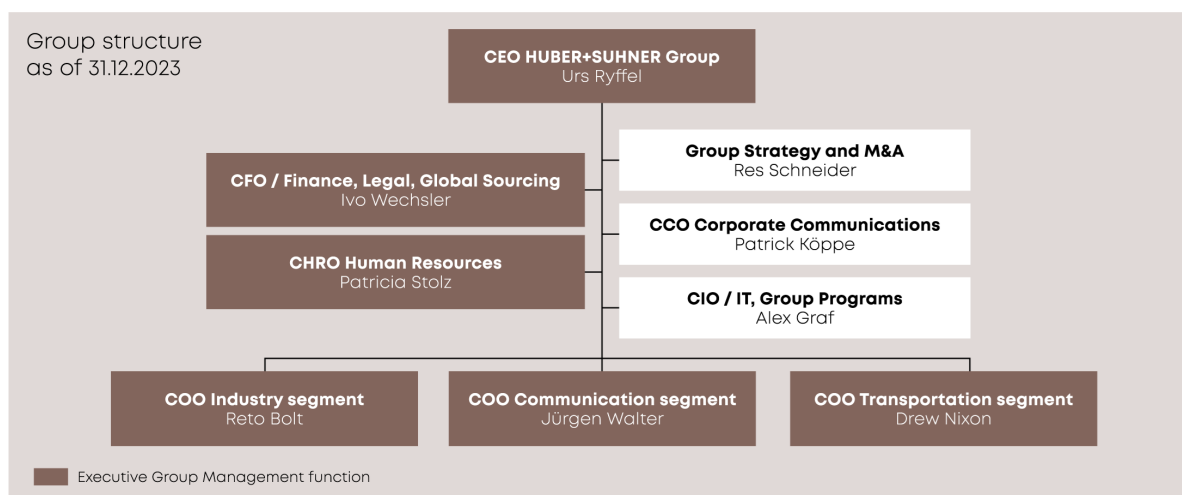 Group structure
as of 31.12.2023
CEO HUBER+SUHNER Group
Urs Ryffel
CFO / Finance, Legal, Global Sourcing
Ivo Wechsler
CHRO Human Resources
Patricia Stolz
Group Strategy and M&A
Res Schneider
CCO Corporate Communications
Patrick Köppe
CIO / IT, Group Programs
Alex Graf
COO Industry segment
Reto Bolt
COO Communication segment
Jürgen Walter
COO Transportation segment
Drew Nixon
Executive Group Management function